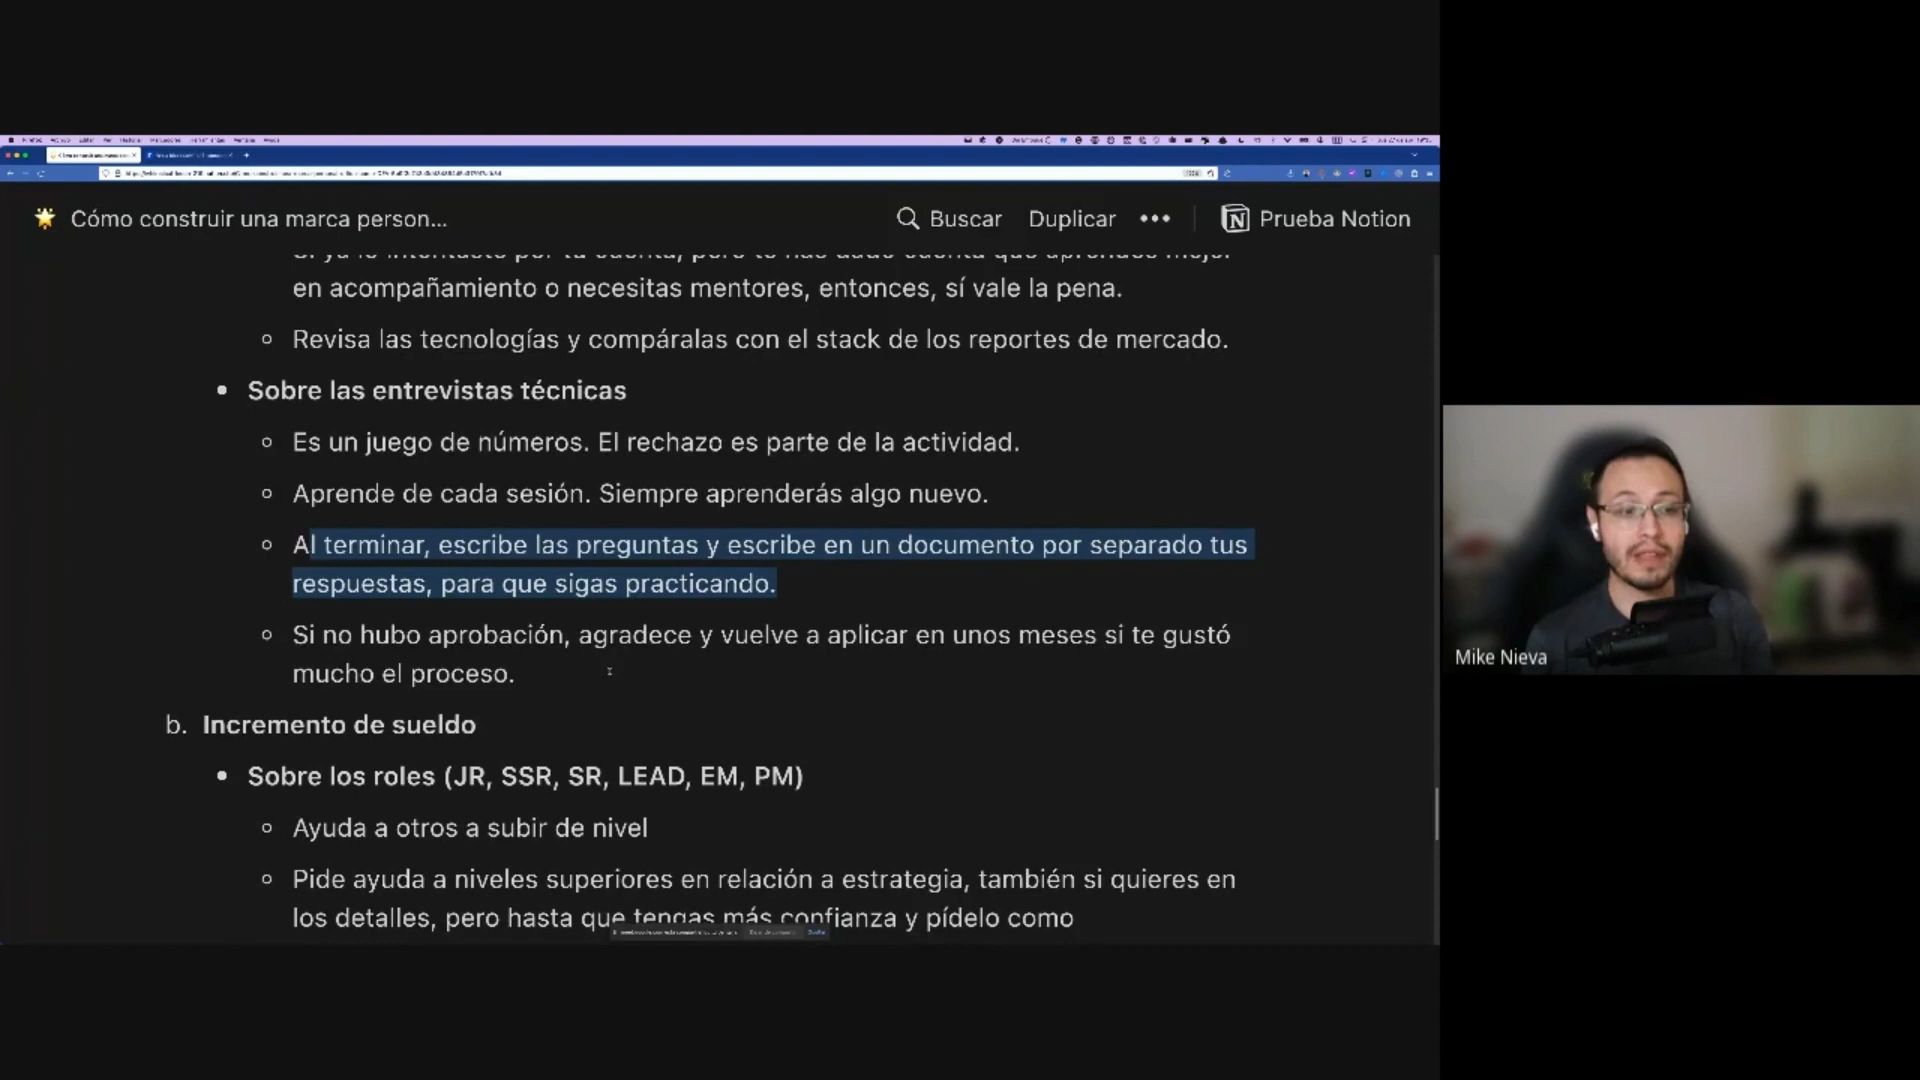 Cómo construir una marca person...
Buscar
Duplicar
Prueba Notion
en acompañamiento o necesitas mentores, entonces, sí vale la pena.
Revisa las tecnologías y compáralas con el stack de los reportes de mercado.
Sobre las entrevistas técnicas
Es un juego de números. El rechazo es parte de la actividad.
Aprende de cada sesión. Siempre aprenderás algo nuevo.
Al terminar, escribe las preguntas y escribe en un documento por separado tus
respuestas, para que sigas practicando.
Si no hubo aprobación, agradece y vuelve a aplicar en unos meses si te gustó
mucho el proceso.
Mike Nieva
b. Incremento de sueldo
Sobre los roles (JR, SSR, SR, LEAD, EM, PM)
Ayuda a otros a subir de nivel
Pide ayuda a niveles superiores en relación a estrategia, también si quieres en
los detalles, pero hasta que tengas más confianza y pídelo como